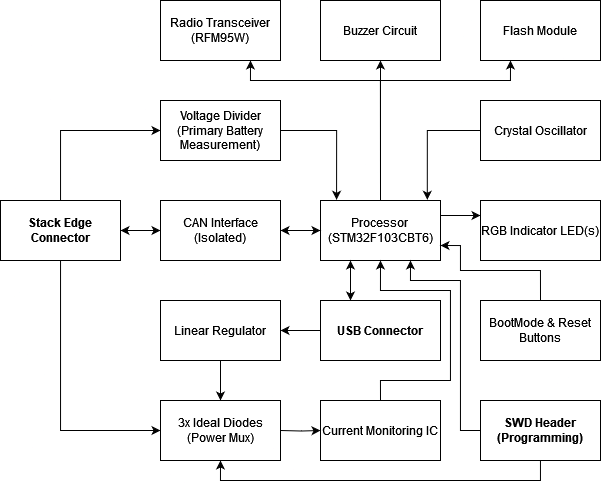 Radio Transceiver
(RFM95W)
Buzzer Circuit
Flash Module
Voltage Divider
(Primary Battery
Measurement)
Crystal Oscillator
Stack Edge
Connector
CAN Interface
(Isolated)
Processor
(STM32F103CBT6)
RGB Indicator LED(s)
Linear Regulator
USB Connector
BootMode & Reset
Buttons
3x Ideal Diodes
(Power Mux)
Current Monitoring IC
SWD Header
(Programming)